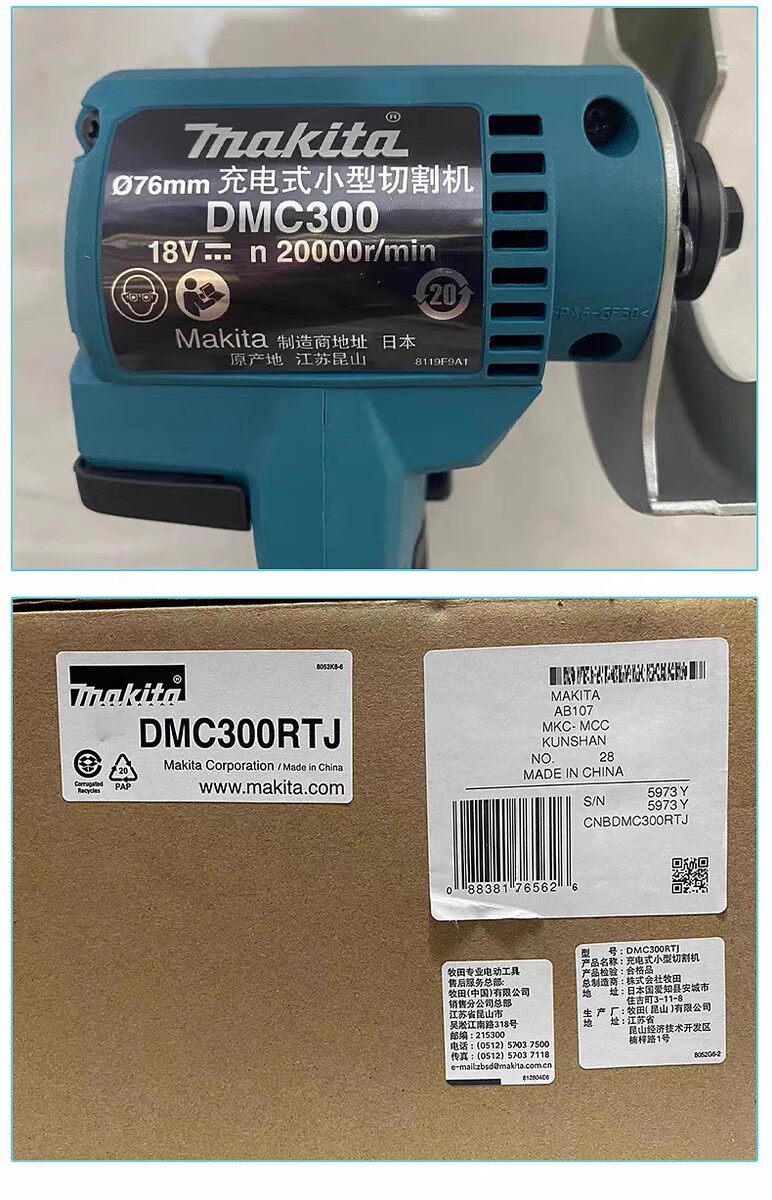 makita®
Ø76mm 充电式小型切割机
DMC300
18V⎓ n 20000r/min
20
>PA6-GF30<
Makita 制造商地址 日本
原产地 江苏昆山
8119F9A1
8052K8-6
makita®
DMC300RTJ
Makita Corporation / Made in China
www.makita.com
Corrugated
Recycles
20
PAP
MAKITA
AB107
MKC- MCC
KUNSHAN
NO. 28
MADE IN CHINA
S/N 5973 Y
5973 Y
CNBDMC300RTJ
0 88381 76562 6
牧田专业电动工具
售后服务总部:
牧田(中国)有限公司
销售分公司总部
江苏省昆山市
吴淞江南路318号
邮编: 215300
电话: (0512) 5703 7500
传真: (0512) 5703 7118
e-mail:zbsd@makita.com.cn
812804E6
型 号: DMC300RTJ
产品名称: 充电式小型切割机
产品检验: 合格品
总制造商: 株式会社牧田
地 址: 日本国爱知县安城市
住吉町3-11-8
生 产 厂: 牧田(昆山)有限公司
地 址: 江苏省
昆山经济技术开发区
楠梓路1号
8052G6-2